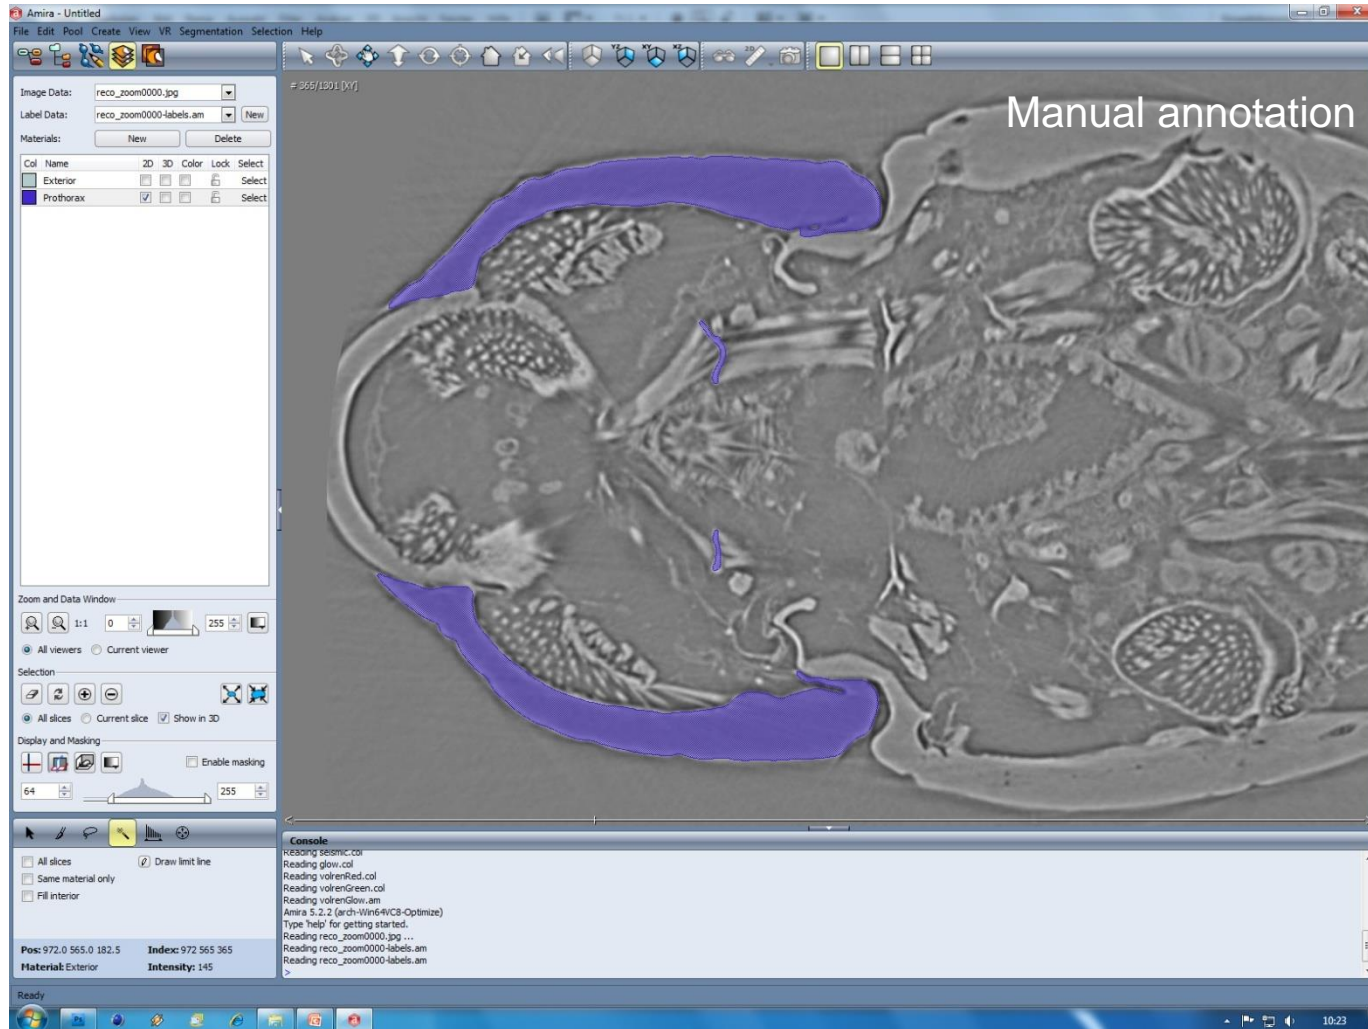 Amira - Untitled
File Edit Pool Create View VR Segmentation Selection Help
# 365/1301 [XY]
Manual annotation
Image Data: reco_zoom0000.jpg
Label Data: reco_zoom0000-labels.am New
Materials: New Delete
Col Name 2D 3D Color Lock Select
Exterior Select
Prothorax Select
Zoom and Data Window
1:1 0 255
All viewers Current viewer
Selection
All slices Current slice Show in 3D
Display and Masking
Enable masking
64 255
All slices Draw limit line
Same material only
Fill interior
Pos: 972.0 565.0 182.5 Index: 972 565 365
Material: Exterior Intensity: 145
Console
Reading seismic.col
Reading glow.col
Reading volrenRed.col
Reading volrenGreen.col
Reading volrenGlow.am
Amira 5.2.2 (arch-Win64VC8-Optimize)
Type 'help' for getting started.
Reading reco_zoom0000.jpg ...
Reading reco_zoom0000-labels.am
Reading reco_zoom0000-labels.am
>
Ready
10:23